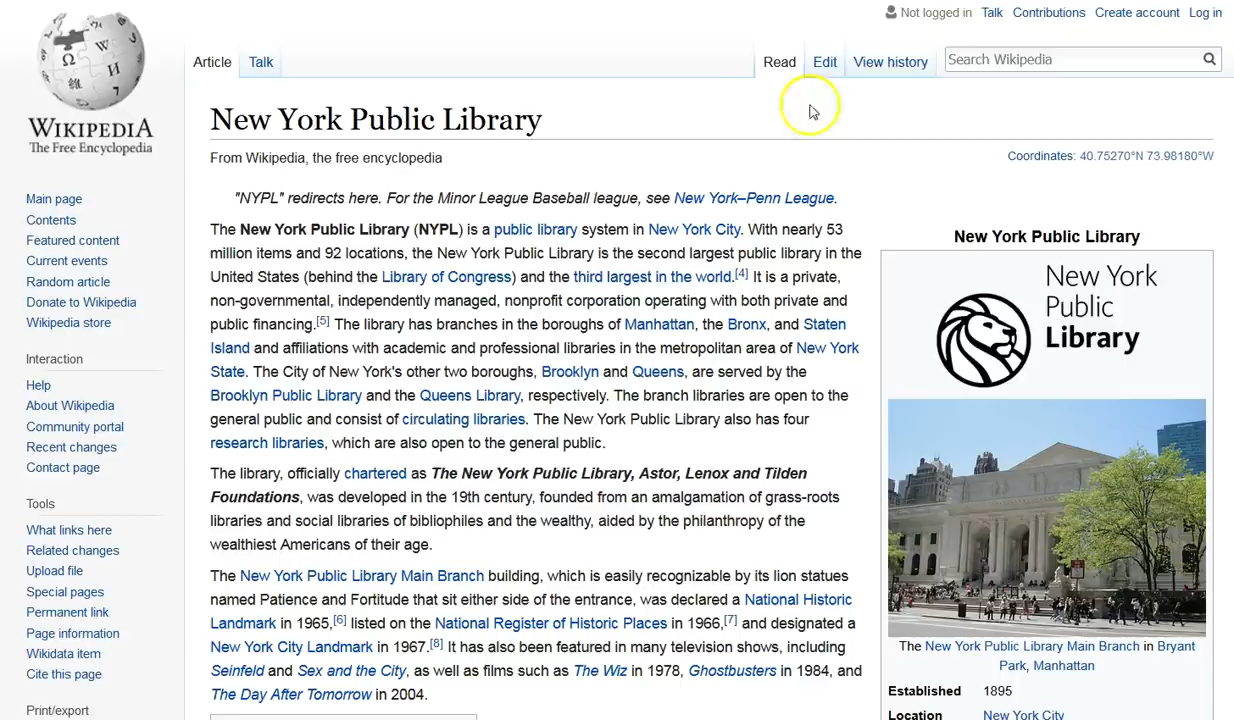 Not logged in Talk Contributions Create account Log in
Article Talk Read Edit View history Search Wikipedia
WIKIPEDIA
The Free Encyclopedia
Main page
Contents
Featured content
Current events
Random article
Donate to Wikipedia
Wikipedia store
Interaction
Help
About Wikipedia
Community portal
Recent changes
Contact page
Tools
What links here
Related changes
Upload file
Special pages
Permanent link
Page information
Wikidata item
Cite this page
Print/export
New York Public Library
From Wikipedia, the free encyclopedia
Coordinates: 40.75270°N 73.98180°W
"NYPL" redirects here. For the Minor League Baseball league, see New York–Penn League.
The New York Public Library (NYPL) is a public library system in New York City. With nearly 53
million items and 92 locations, the New York Public Library is the second largest public library in the
United States (behind the Library of Congress) and the third largest in the world.[4] It is a private,
non-governmental, independently managed, nonprofit corporation operating with both private and
public financing.[5] The library has branches in the boroughs of Manhattan, the Bronx, and Staten
Island and affiliations with academic and professional libraries in the metropolitan area of New York
State. The City of New York's other two boroughs, Brooklyn and Queens, are served by the
Brooklyn Public Library and the Queens Library, respectively. The branch libraries are open to the
general public and consist of circulating libraries. The New York Public Library also has four
research libraries, which are also open to the general public.
The library, officially chartered as The New York Public Library, Astor, Lenox and Tilden
Foundations, was developed in the 19th century, founded from an amalgamation of grass-roots
libraries and social libraries of bibliophiles and the wealthy, aided by the philanthropy of the
wealthiest Americans of their age.
The New York Public Library Main Branch building, which is easily recognizable by its lion statues
named Patience and Fortitude that sit either side of the entrance, was declared a National Historic
Landmark in 1965,[6] listed on the National Register of Historic Places in 1966,[7] and designated a
New York City Landmark in 1967.[8] It has also been featured in many television shows, including
Seinfeld and Sex and the City, as well as films such as The Wiz in 1978, Ghostbusters in 1984, and
The Day After Tomorrow in 2004.
New York Public Library
New York
Public
Library
The New York Public Library Main Branch in Bryant
Park, Manhattan
Established 1895
Location New York City